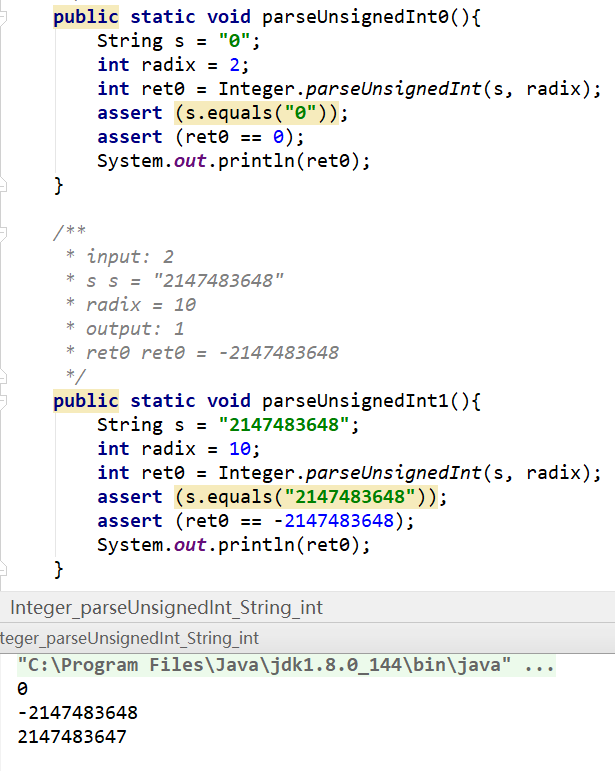 public static void parseUnsignedInt0(){
    String s = "0";
    int radix = 2;
    int ret0 = Integer.parseUnsignedInt(s, radix);
    assert (s.equals("0"));
    assert (ret0 == 0);
    System.out.println(ret0);
}
/**
 * input: 2
 * s s = "2147483648"
 * radix = 10
 * output: 1
 * ret0 ret0 = -2147483648
 */
public static void parseUnsignedInt1(){
    String s = "2147483648";
    int radix = 10;
    int ret0 = Integer.parseUnsignedInt(s, radix);
    assert (s.equals("2147483648"));
    assert (ret0 == -2147483648);
    System.out.println(ret0);
}
Integer_parseUnsignedInt_String_int
teger_parseUnsignedInt_String_int
"C:\Program Files\Java\jdk1.8.0_144\bin\java" ...
0
-2147483648
2147483647